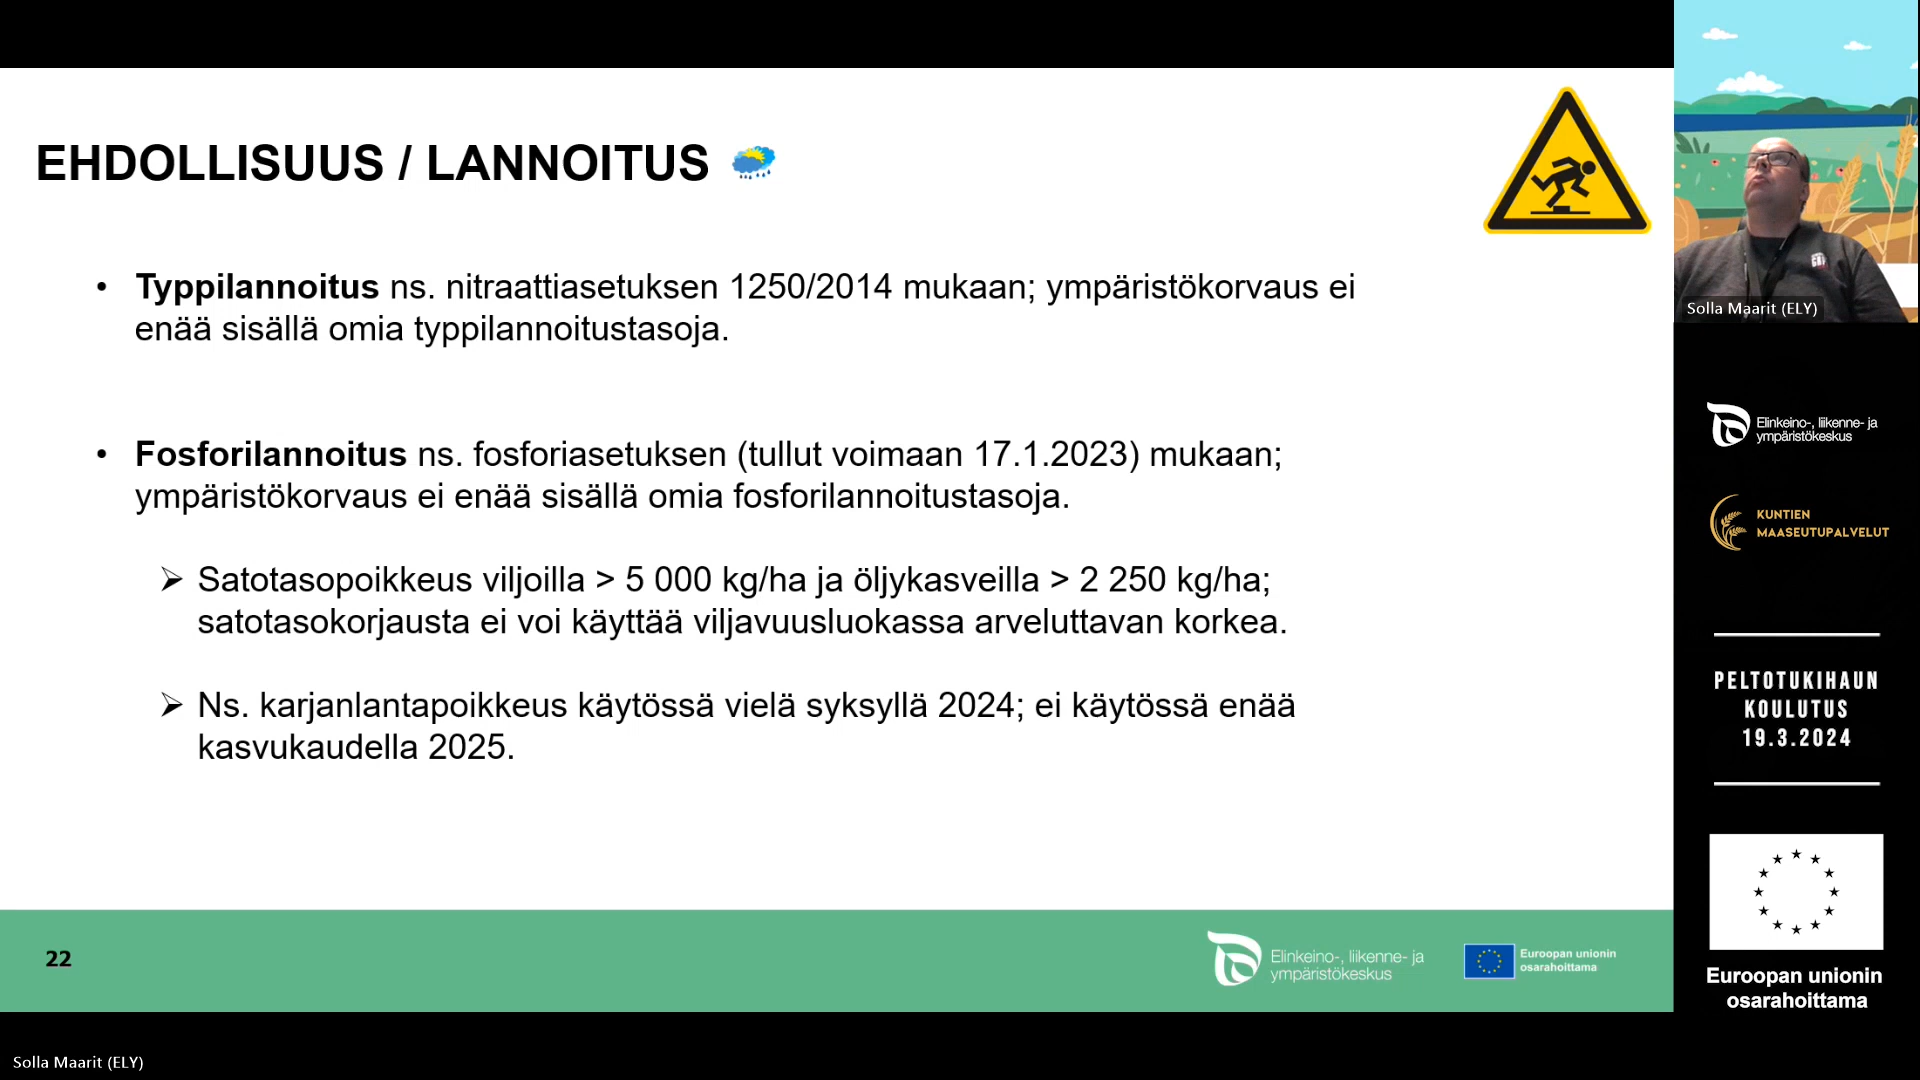 EHDOLLISUUS / LANNOITUS
• Typpilannoitus ns. nitraattiasetuksen 1250/2014 mukaan; ympäristökorvaus ei
enää sisällä omia typpilannoitustasoja.
• Fosforilannoitus ns. fosforiasetuksen (tullut voimaan 17.1.2023) mukaan;
ympäristökorvaus ei enää sisällä omia fosforilannoitustasoja.
➢ Satotasopoikkeus viljoilla > 5 000 kg/ha ja öljykasveilla > 2 250 kg/ha;
satotasokorjausta ei voi käyttää viljavuusluokassa arveluttavan korkea.
➢ Ns. karjanlantapoikkeus käytössä vielä syksyllä 2024; ei käytössä enää
kasvukaudella 2025.
22
Elinkeino-, liikenne- ja
ympäristökeskus
Euroopan unionin
osarahoittama
Solla Maarit (ELY)
Elinkeino-, liikenne- ja
ympäristökeskus
KUNTIEN
MAASEUTUPALVELUT
PELTOTUKIHAUN
KOULUTUS
19.3.2024
Euroopan unionin
osarahoittama
Solla Maarit (ELY)